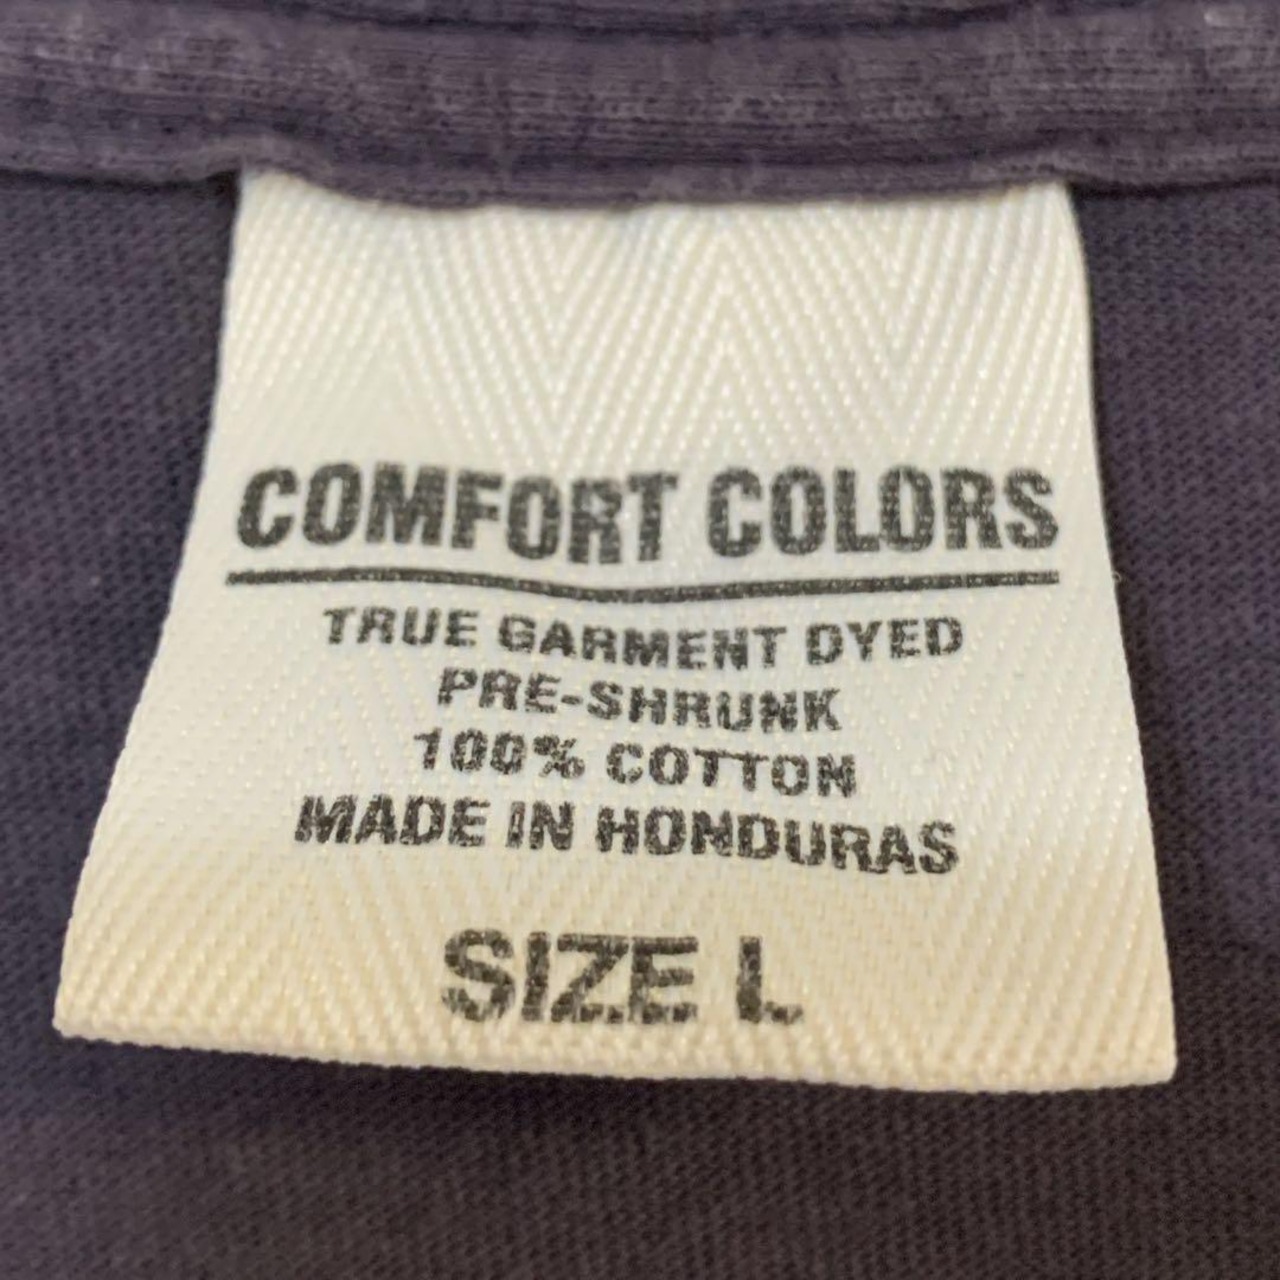 COMFORT COLORS
TRUE GARMENT DYED
PRE-SHRUNK
100% COTTON
MADE IN HONDURAS
SIZE L